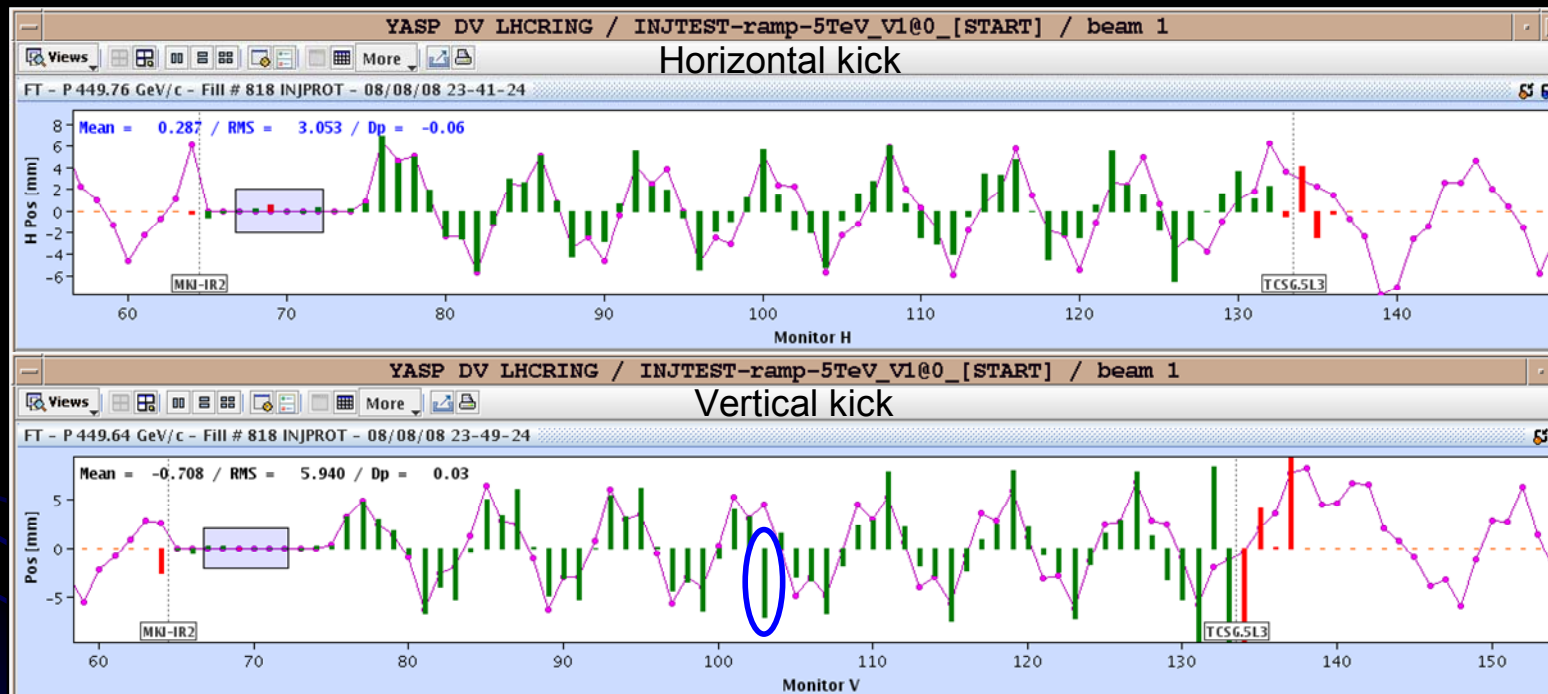 YASP DV LHCRING / INJTEST-ramp-5TeV_V1@0_[START] / beam 1
Views More Horizontal kick
FT - P 449.76 GeV/c - Fill # 818 INJPROT - 08/08/08 23-41-24
Mean = 0.287 / RMS = 3.053 / Dp = -0.06
H Pos [mm]
8
6
4
2
0
-2
-4
-6
MKI-IR2 TCSG.5L3
60 70 80 90 100 110 120 130 140
Monitor H
YASP DV LHCRING / INJTEST-ramp-5TeV_V1@0_[START] / beam 1
Views More Vertical kick
FT - P 449.64 GeV/c - Fill # 818 INJPROT - 08/08/08 23-49-24
Mean = -0.708 / RMS = 5.940 / Dp = 0.03
Pos [mm]
5
0
-5
MKI-IR2 TCSG.5L3
60 70 80 90 100 110 120 130 140 150
Monitor V